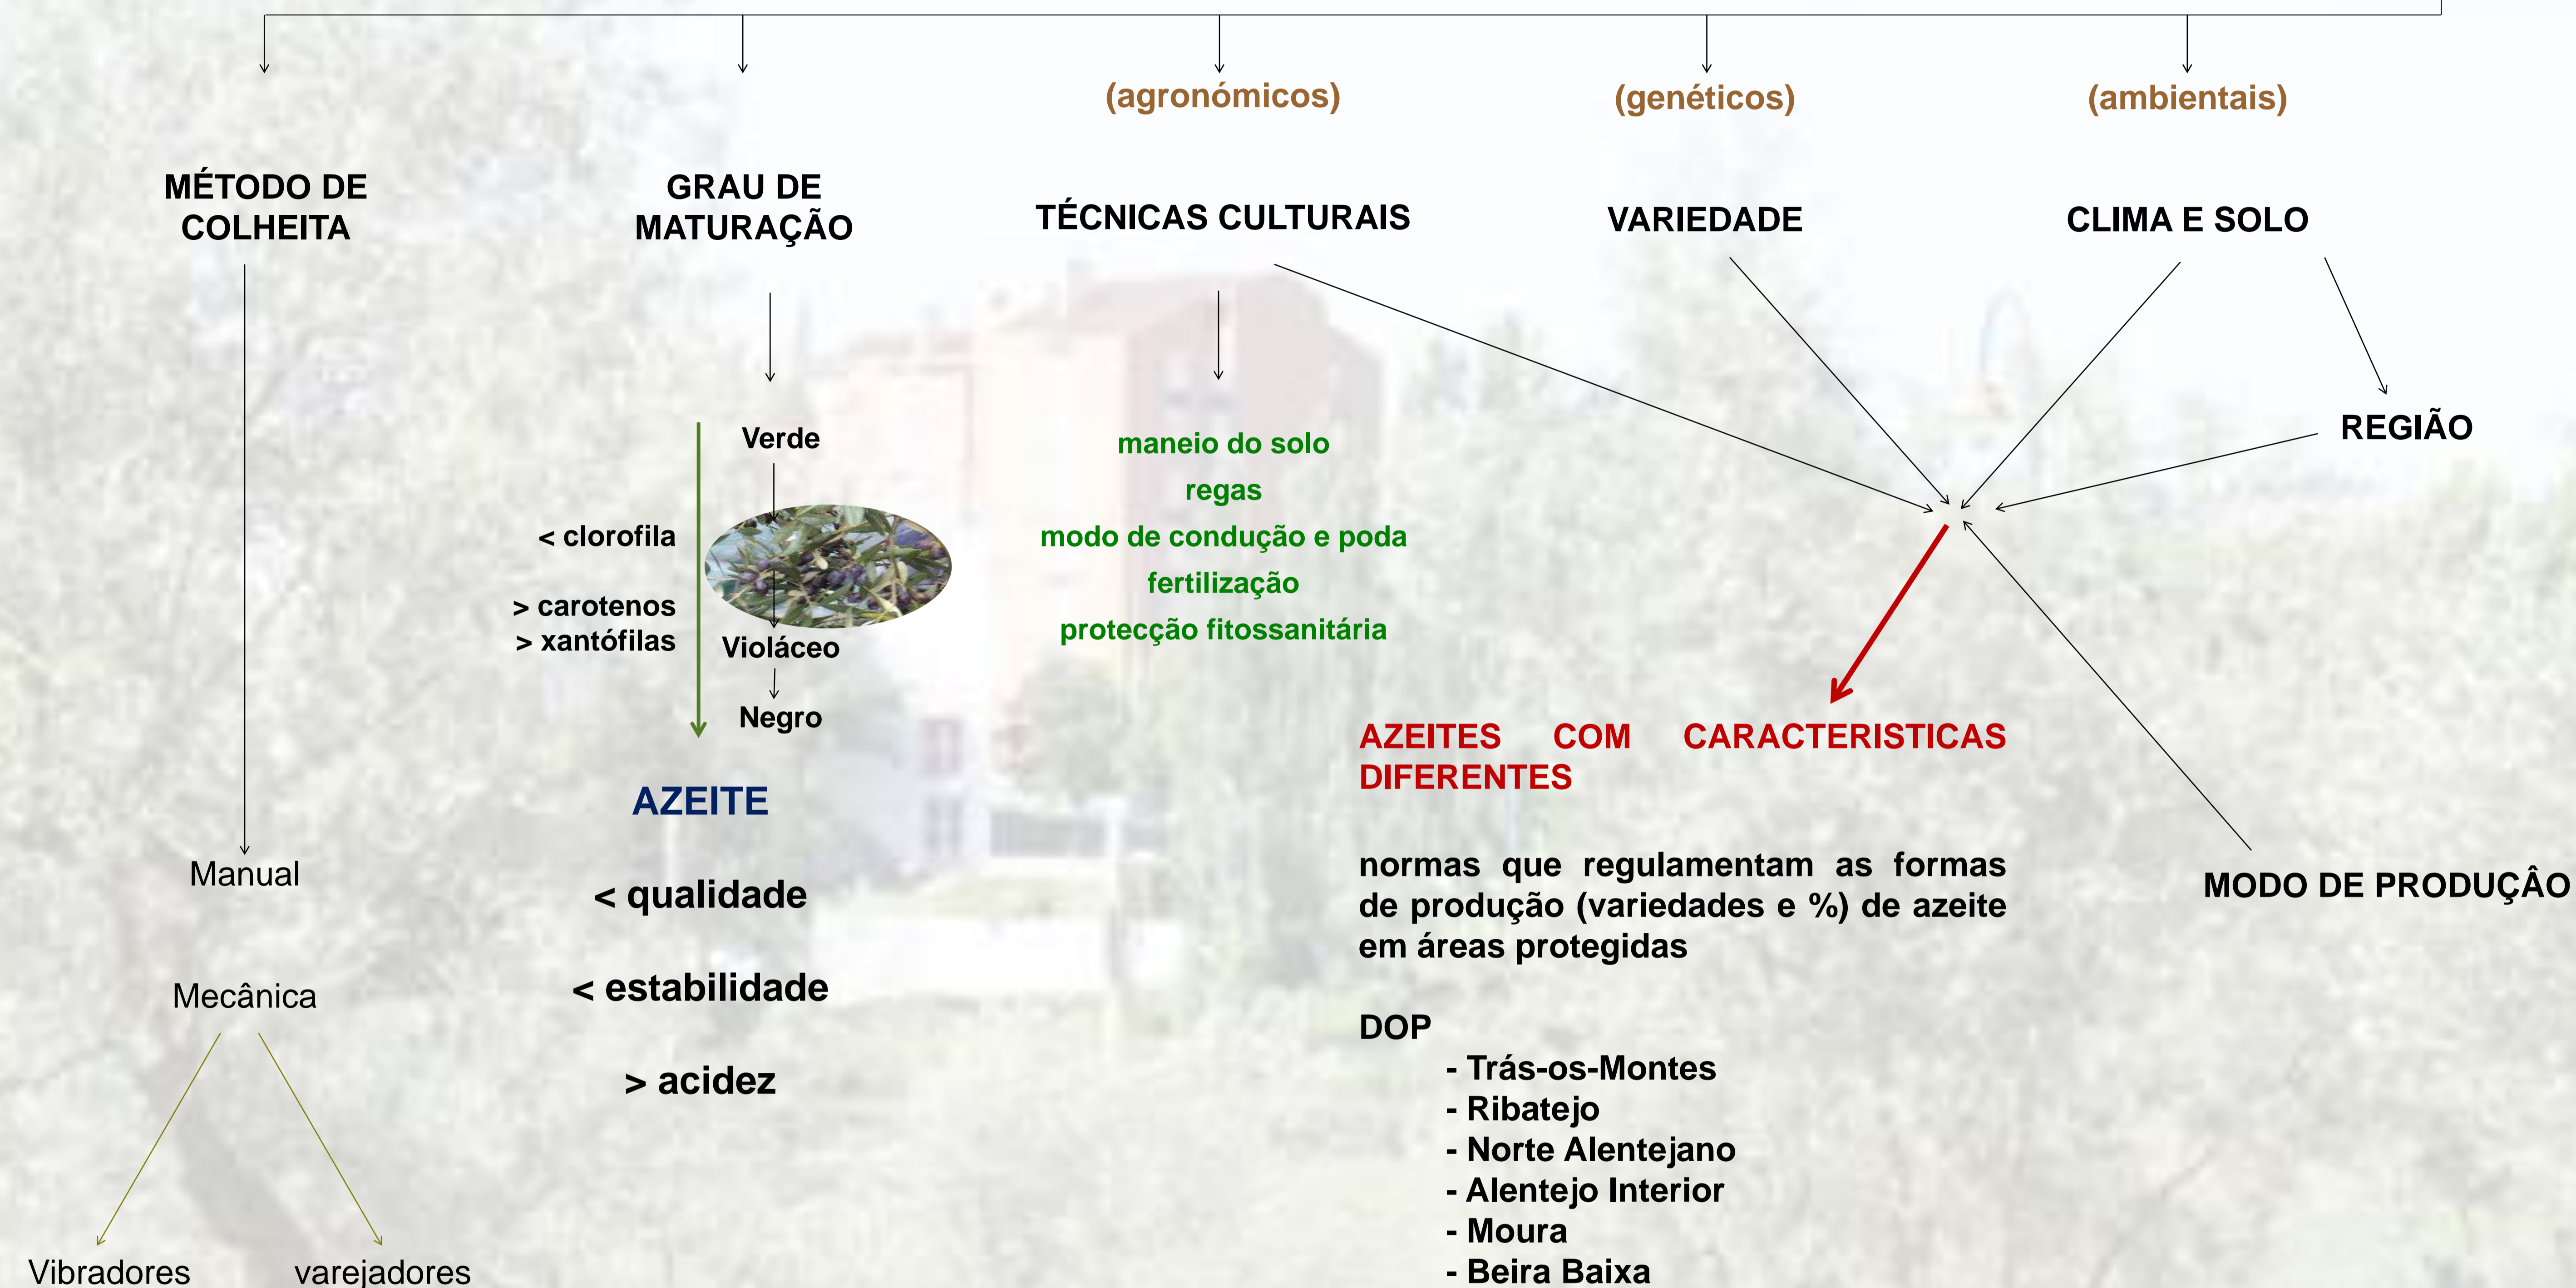 (agronómicos)
(genéticos)
(ambientais)
MÉTODO DE
COLHEITA
GRAU DE
MATURAÇÃO
TÉCNICAS CULTURAIS
VARIEDADE
CLIMA E SOLO
REGIÃO
Verde
< clorofila
> carotenos
> xantófilas
Violáceo
Negro
maneio do solo
regas
modo de condução e poda
fertilização
protecção fitossanitária
AZEITE
< qualidade
< estabilidade
> acidez
Manual
Mecânica
Vibradores
varejadores
AZEITES COM CARACTERISTICAS
DIFERENTES
normas que regulamentam as formas
de produção (variedades e %) de azeite
em áreas protegidas
MODO DE PRODUÇÂO
DOP
- Trás-os-Montes
- Ribatejo
- Norte Alentejano
- Alentejo Interior
- Moura
- Beira Baixa